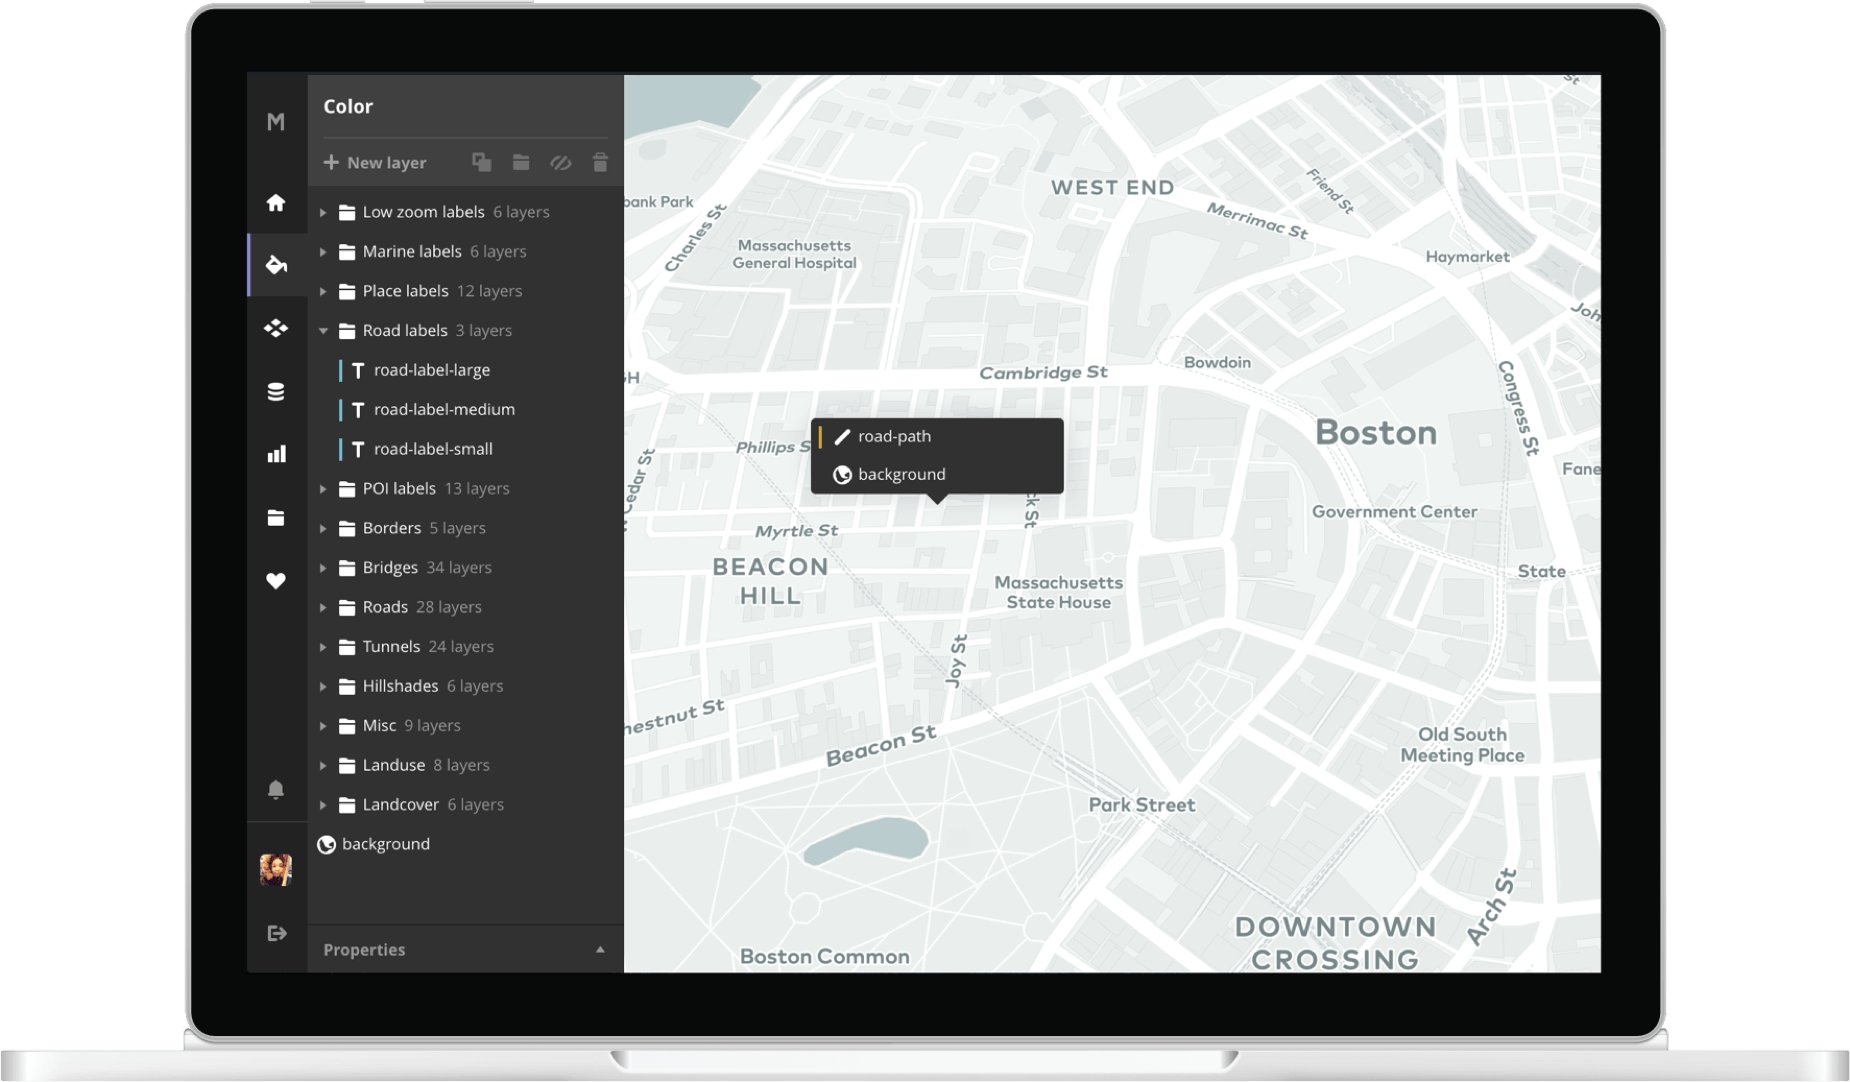 M
Color
New layer
Low zoom labels 6 layers
Marine labels 6 layers
Place labels 12 layers
Road labels 3 layers
road-label-large
road-label-medium
road-label-small
POI labels 13 layers
Borders 5 layers
Bridges 34 layers
Roads 28 layers
Tunnels 24 layers
Hillshades 6 layers
Misc 9 layers
Landuse 8 layers
Landcover 6 layers
background
Properties
St
WEST END
bank Park
Charles St
Friend St
Merrimac St
Massachusetts
General Hospital
Haymarket
Joh
Bowdoin
Cambridge St
GH
Congress St
road-path
background
Boston
Phillips S
Cedar St
Fane
ck St
Government Center
Myrtle St
BEACON
HILL
Massachusetts
State House
State
Joy St
hestnut St
Beacon St
Old South
Meeting Place
Park Street
Arch St
DOWNTOWN
CROSSING
Boston Common